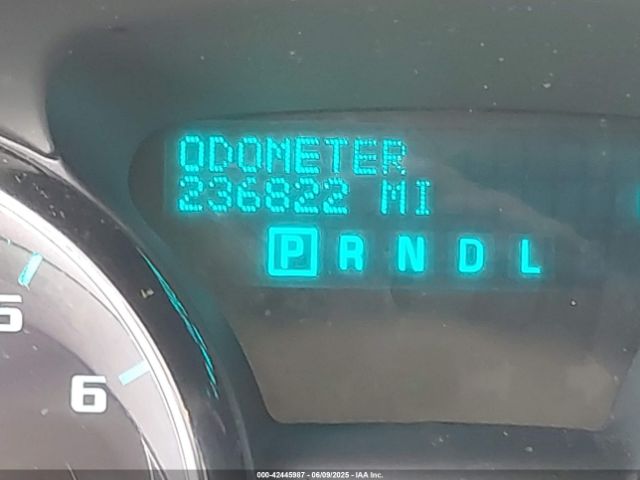 ODOMETER
236822 MI
P R N D L
5
6
000-42445987 - 06/09/2025 - IAA Inc.